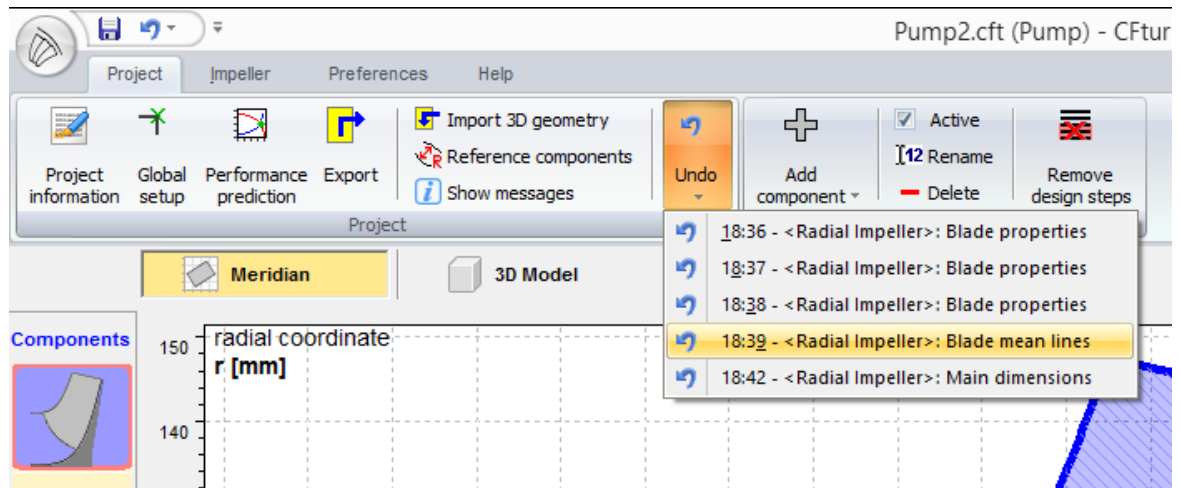 Pump2.cft (Pump) - CFtur
Project Impeller Preferences Help
Project information
Global setup
Performance prediction
Export
Import 3D geometry
R Reference components
i Show messages
Undo
Add component
Active
12 Rename
Delete
Remove design steps
Project
18:36 - <Radial Impeller>: Blade properties
18:37 - <Radial Impeller>: Blade properties
18:38 - <Radial Impeller>: Blade properties
18:39 - <Radial Impeller>: Blade mean lines
18:42 - <Radial Impeller>: Main dimensions
Meridian
3D Model
Components
150
radial coordinate
r [mm]
140